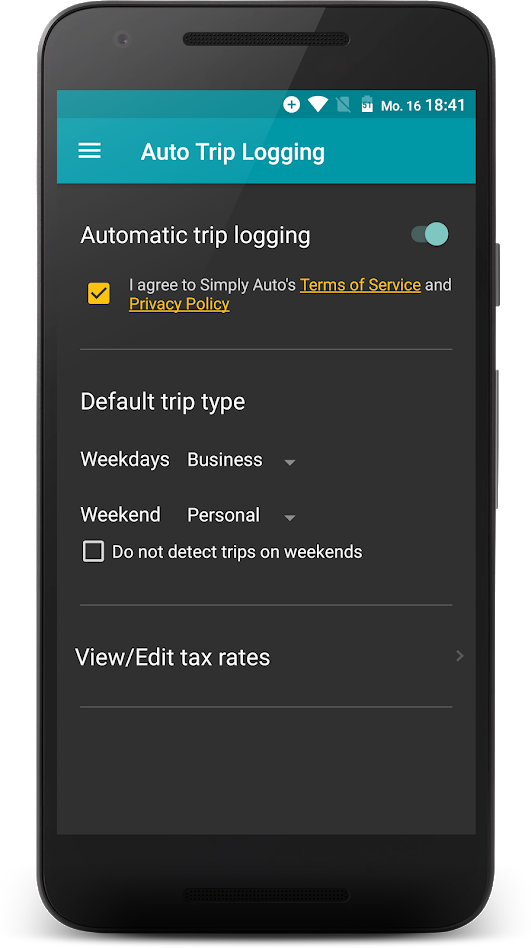 Mo. 16 18:41
Auto Trip Logging
Automatic trip logging
I agree to Simply Auto's Terms of Service and
Privacy Policy
Default trip type
Weekdays Business
Weekend Personal
Do not detect trips on weekends
View/Edit tax rates